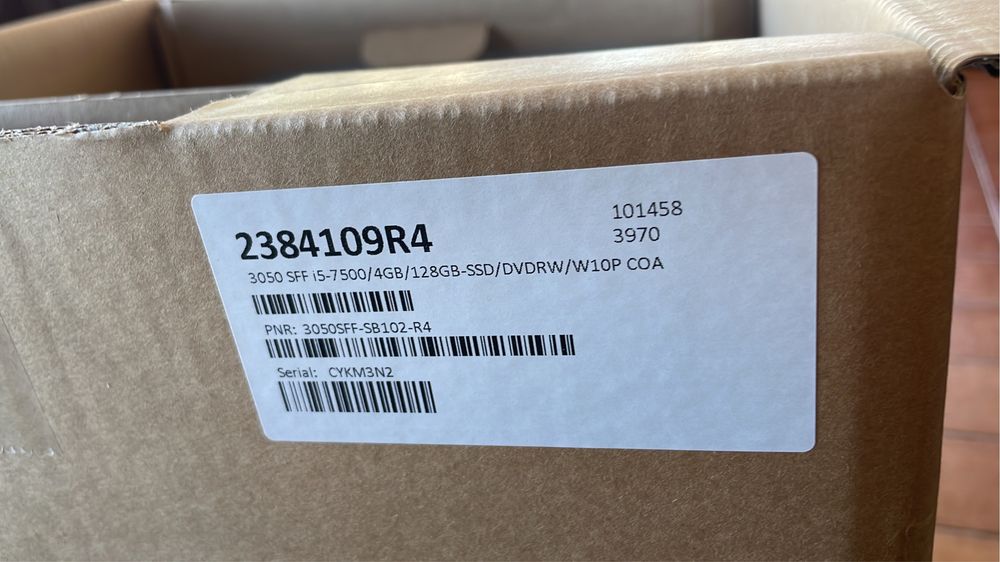 2384109R4
101458
3970
3050 SFF i5-7500/4GB/128GB-SSD/DVDRW/W10P COA
PNR: 3050SFF-SB102-R4
Serial: CYKM3N2